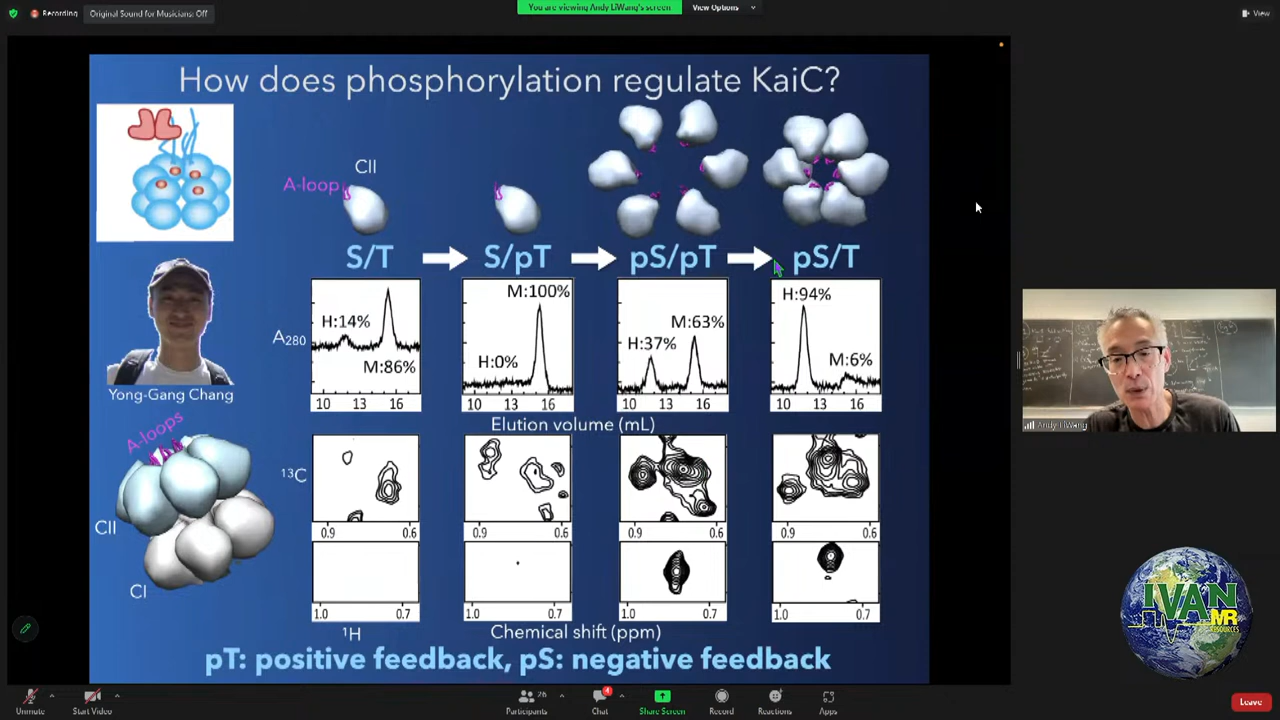 Recording
Original Sound for Musicians: Off
You are viewing Andy LiWang's screen
View Options
View
How does phosphorylation regulate KaiC?
CII
A-loop
S/T
S/pT
pS/pT
pS/T
A280
H:14%
M:86%
M:100%
H:0%
M:63%
H:37%
H:94%
M:6%
10 13 16
10 13 16
10 13 16
10 13 16
Elution volume (mL)
Yong-Gang Chang
A-loops
CII
CI
13C
0.9 0.6
0.9 0.6
0.9 0.6
0.9 0.6
1.0 0.7
1.0 0.7
1.0 0.7
1.0 0.7
1H
Chemical shift (ppm)
pT: positive feedback, pS: negative feedback
Andy LiWang
IVAN
MR
RESOURCES
Unmute
Start Video
26
Participants
4
Chat
Share Screen
Record
Reactions
Apps
Leave